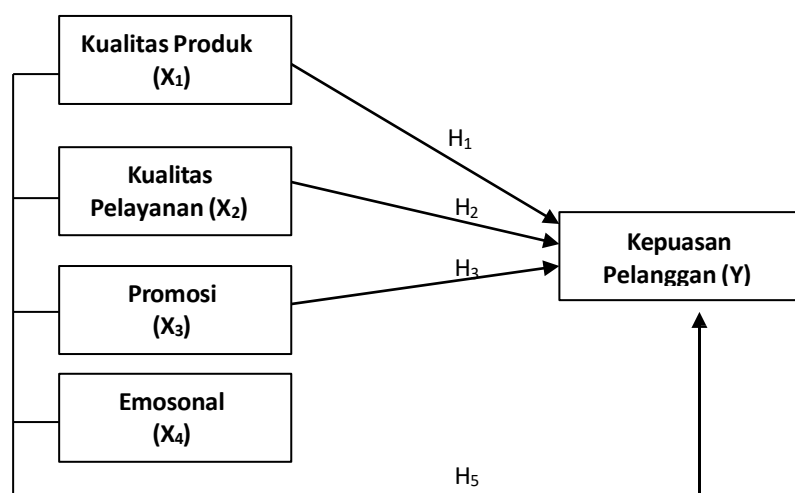 Kualitas Produk
(X₁)
H₁
Kualitas
Pelayanan (X₂)
H₂
Kepuasan
Pelanggan (Y)
H₃
Promosi
(X₃)
Emosonal
(X₄)
H₅